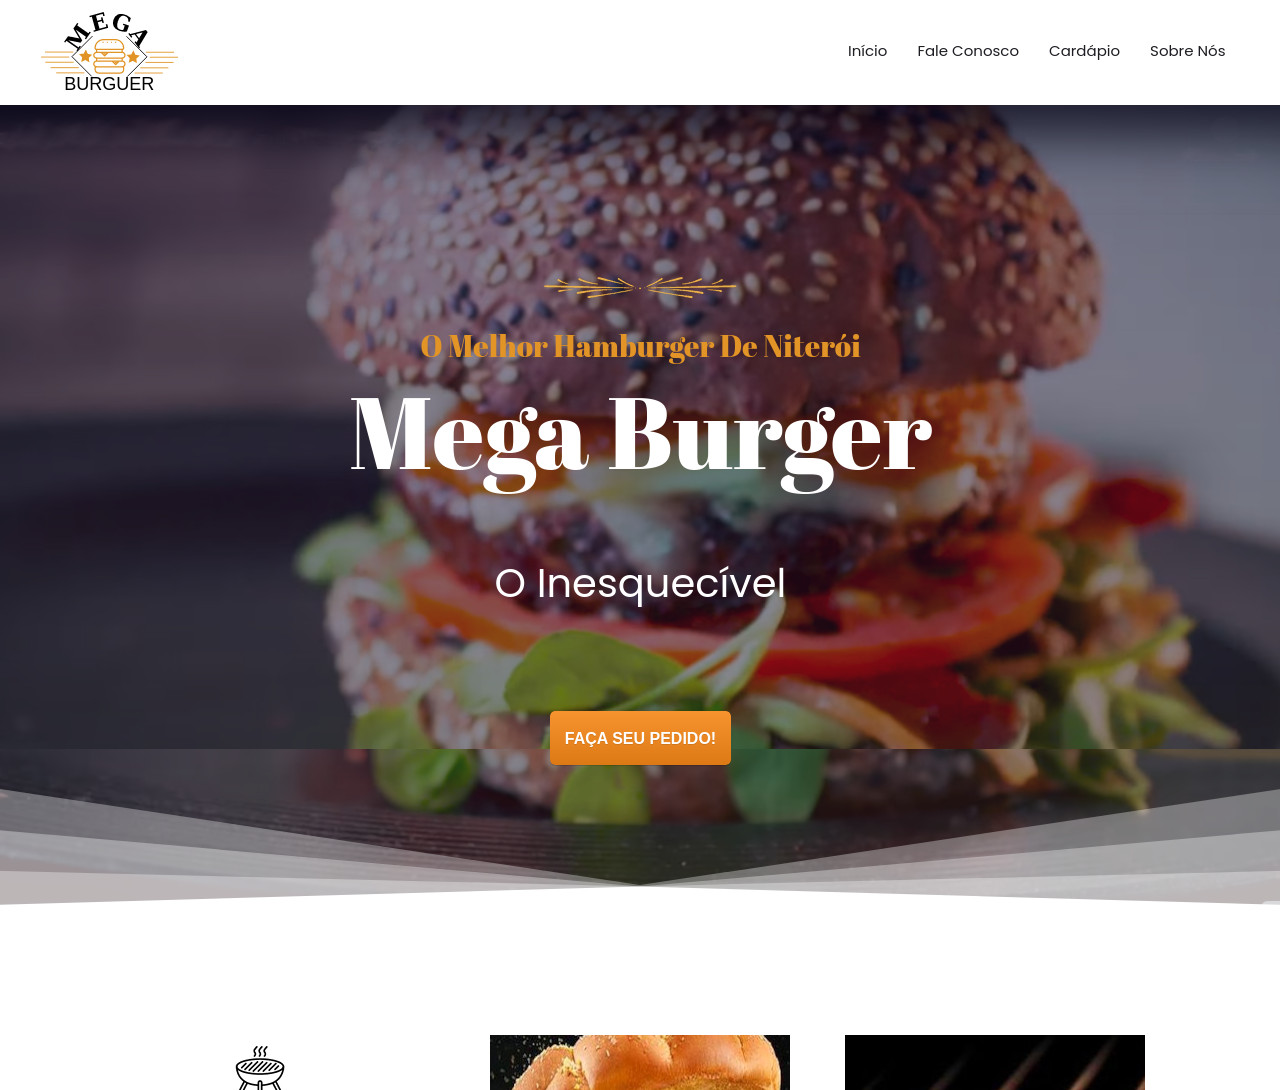 MEGA
BURGUER
Início Fale Conosco Cardápio Sobre Nós
O Melhor Hamburger De Niterói
Mega Burger
O Inesquecível
FAÇA SEU PEDIDO!